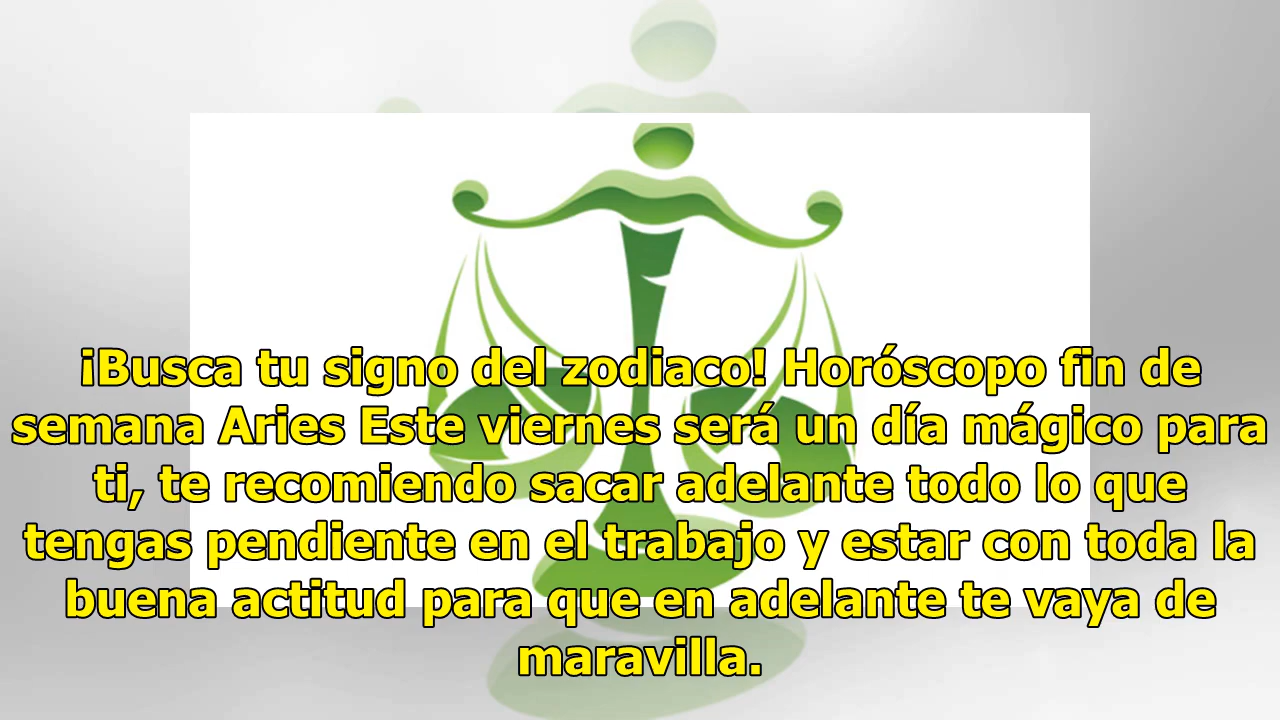 ¡Busca tu signo del zodiaco! Horóscopo fin de
semana Aries Este viernes será un día mágico para
ti, te recomiendo sacar adelante todo lo que
tengas pendiente en el trabajo y estar con toda la
buena actitud para que en adelante te vaya de
maravilla.